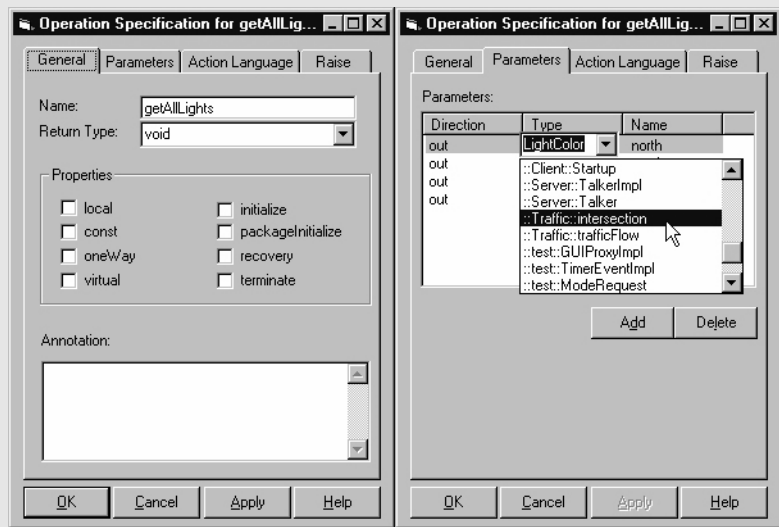 Operation Specification for getAllLig...
General Parameters Action Language Raise
Name: getAllLights
Return Type: void
Properties
local initialize
const packageInitialize
oneWay recovery
virtual terminate
Annotation:
OK Cancel Apply Help
Operation Specification for getAllLig...
General Parameters Action Language Raise
Parameters:
Direction Type Name
out LightColor north
out
out
out
::Client::Startup
::Server::TalkerImpl
::Server::Talker
::Traffic::intersection
::Traffic::trafficFlow
::test::GUIProxyImpl
::test::TimerEventImpl
::test::ModeRequest
Add Delete
OK Cancel Apply Help